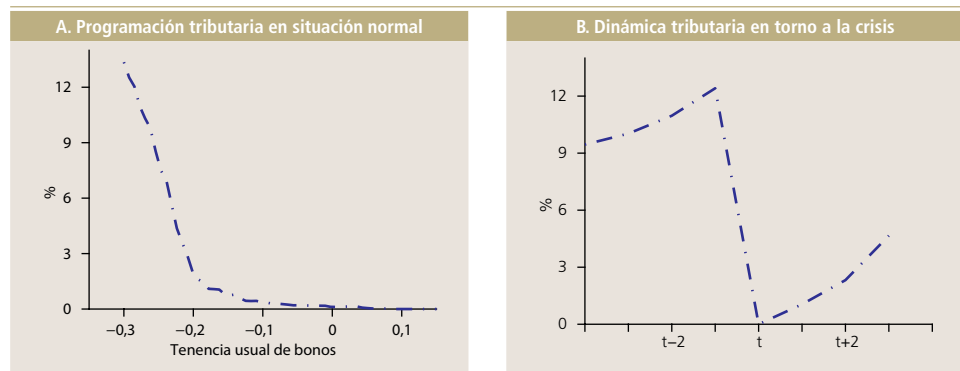 A. Programación tributaria en situación normal
12
9
6
3
0
%
−0,3 −0,2 −0,1 0 0,1
Tenencia usual de bonos
B. Dinámica tributaria en torno a la crisis
12
9
6
3
0
%
t−2 t t+2